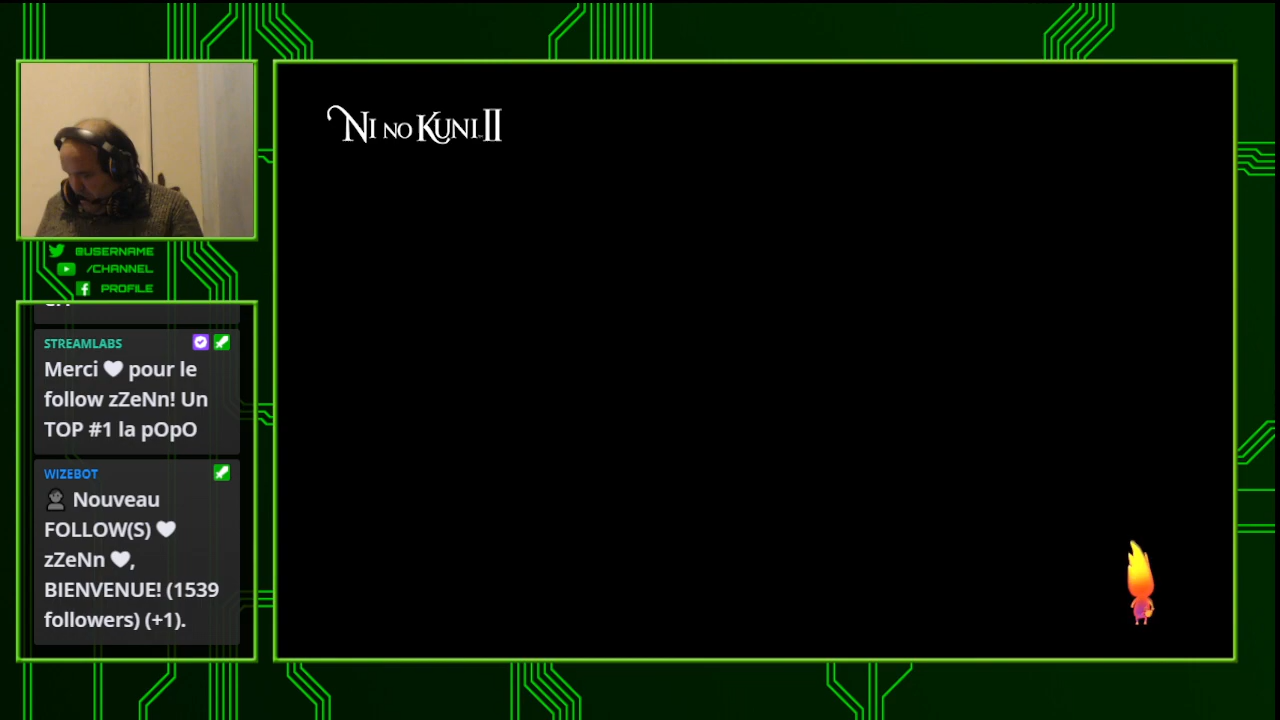 NI NO KUNI II
@USERNAME
/CHANNEL
PROFILE
STREAMLABS
Merci 🤍 pour le
follow zZeNn! Un
TOP #1 la pOpO
WIZEBOT
Nouveau
FOLLOW(S) 🤍
zZeNn 🤍,
BIENVENUE! (1539
followers) (+1).